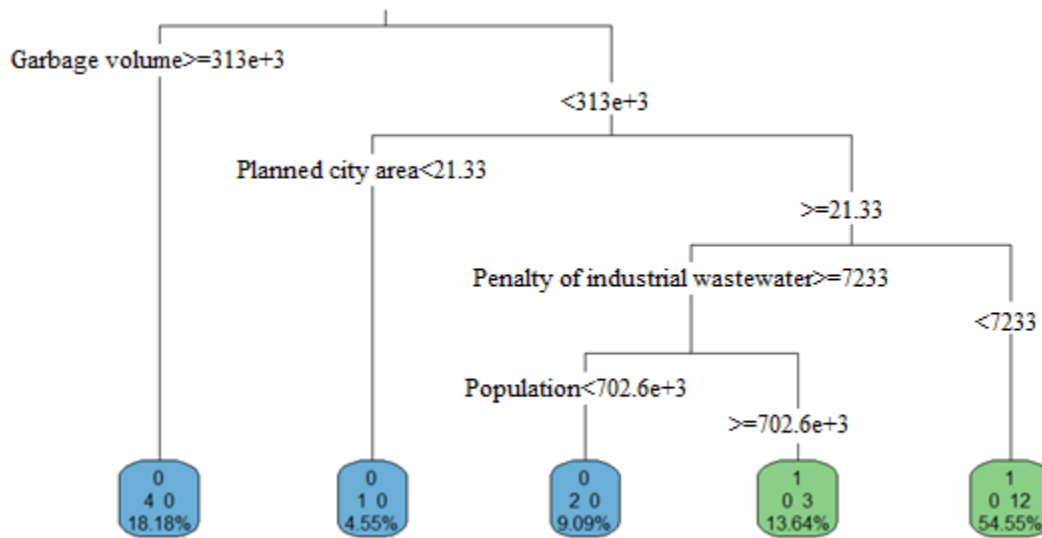 Garbage volume>=313e+3
<313e+3
Planned city area<21.33
>=21.33
Penalty of industrial wastewater>=7233
<7233
Population<702.6e+3
>=702.6e+3
0
4 0
18.18%
0
1 0
4.55%
0
2 0
9.09%
1
0 3
13.64%
1
0 12
54.55%